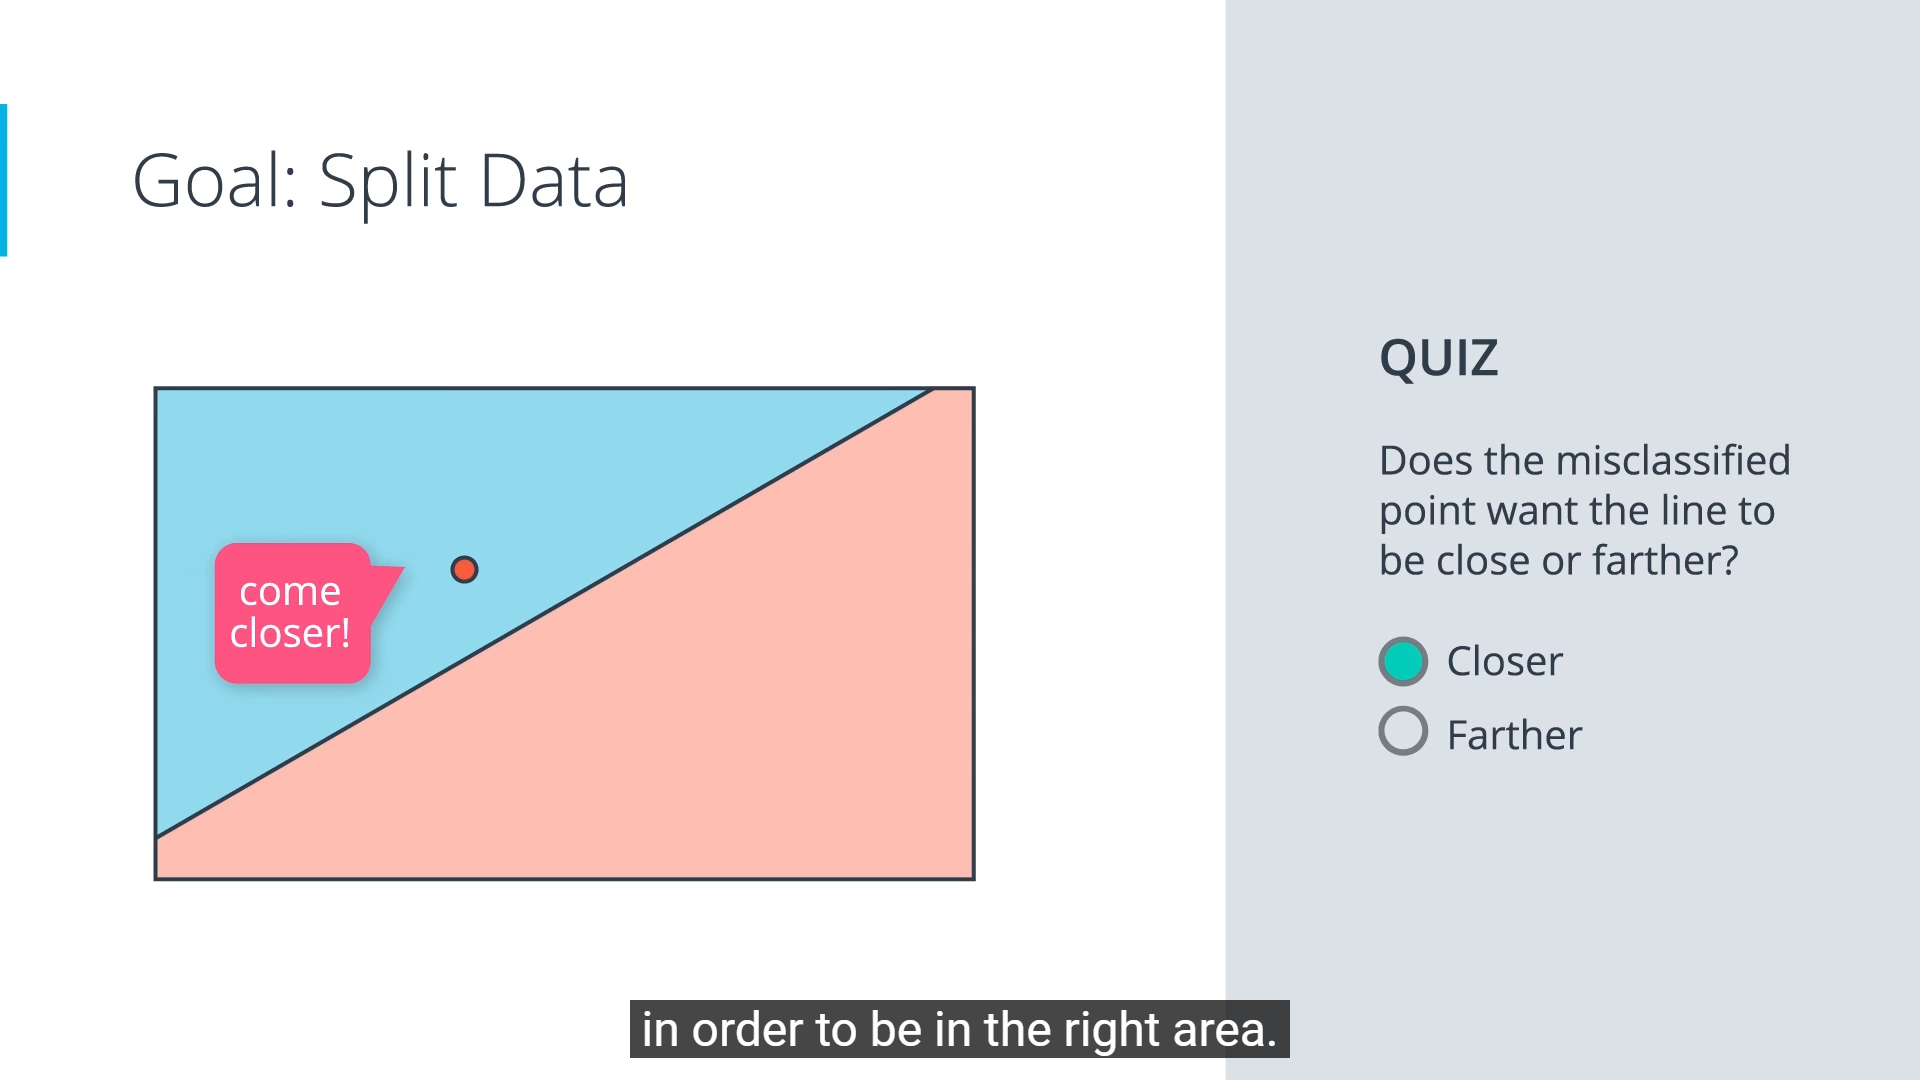 Goal: Split Data
come
closer!
QUIZ
Does the misclassified
point want the line to
be close or farther?
Closer
Farther
in order to be in the right area.